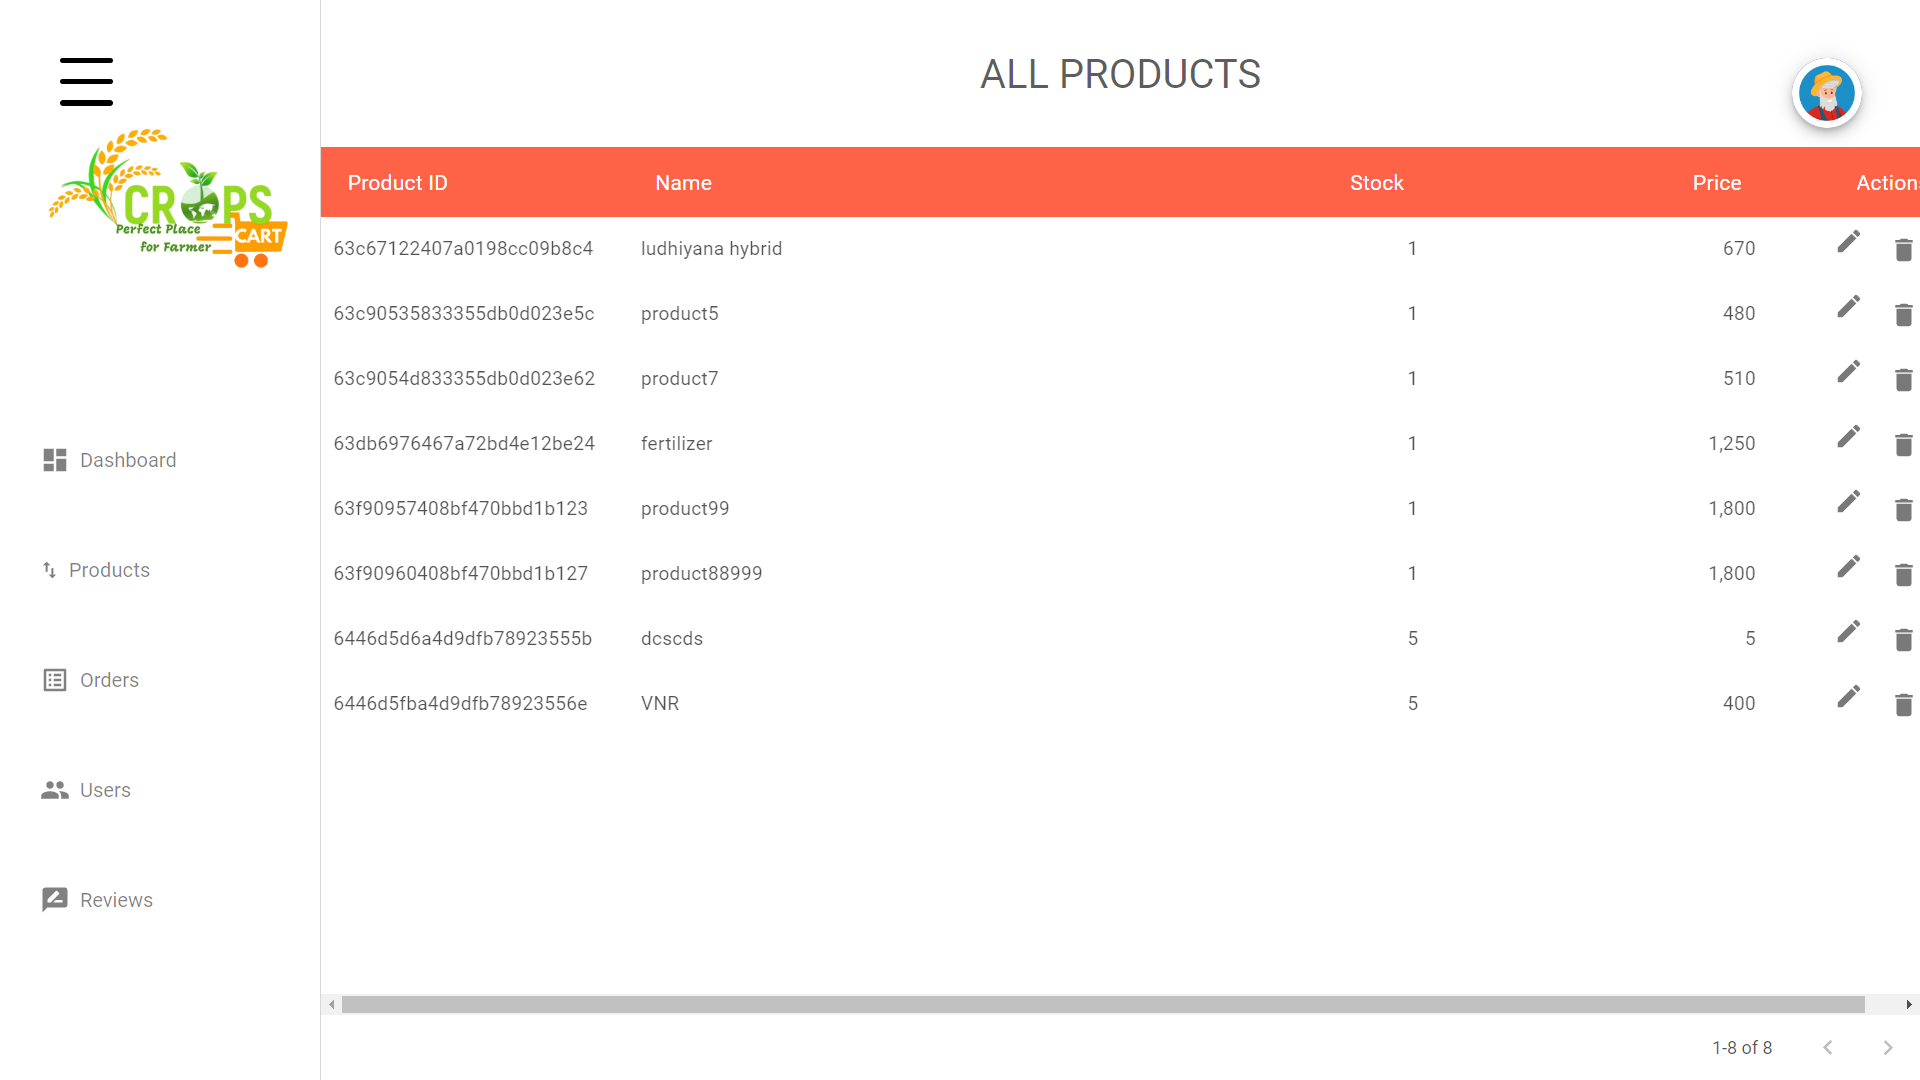 ALL PRODUCTS
CROPS
Perfect Place
for Farmer
CART
Dashboard
Products
Orders
Users
Reviews
Product ID Name Stock Price Actions
63c67122407a0198cc09b8c4 ludhiyana hybrid 1 670
63c90535833355db0d023e5c product5 1 480
63c9054d833355db0d023e62 product7 1 510
63db6976467a72bd4e12be24 fertilizer 1 1,250
63f90957408bf470bbd1b123 product99 1 1,800
63f90960408bf470bbd1b127 product88999 1 1,800
6446d5d6a4d9dfb78923555b dcscds 5 5
6446d5fba4d9dfb78923556e VNR 5 400
1-8 of 8